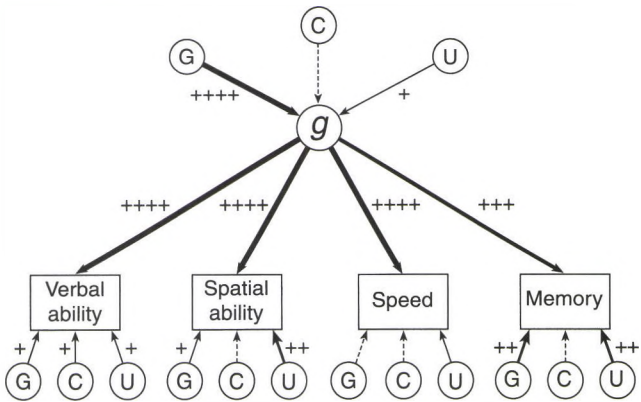 C
G
U
++++
+
g
++++
++++
++++
+++
Verbal
ability
Spatial
ability
Speed
Memory
+
+
+
+
++
++
++
G
C
U
G
C
U
G
C
U
G
C
U